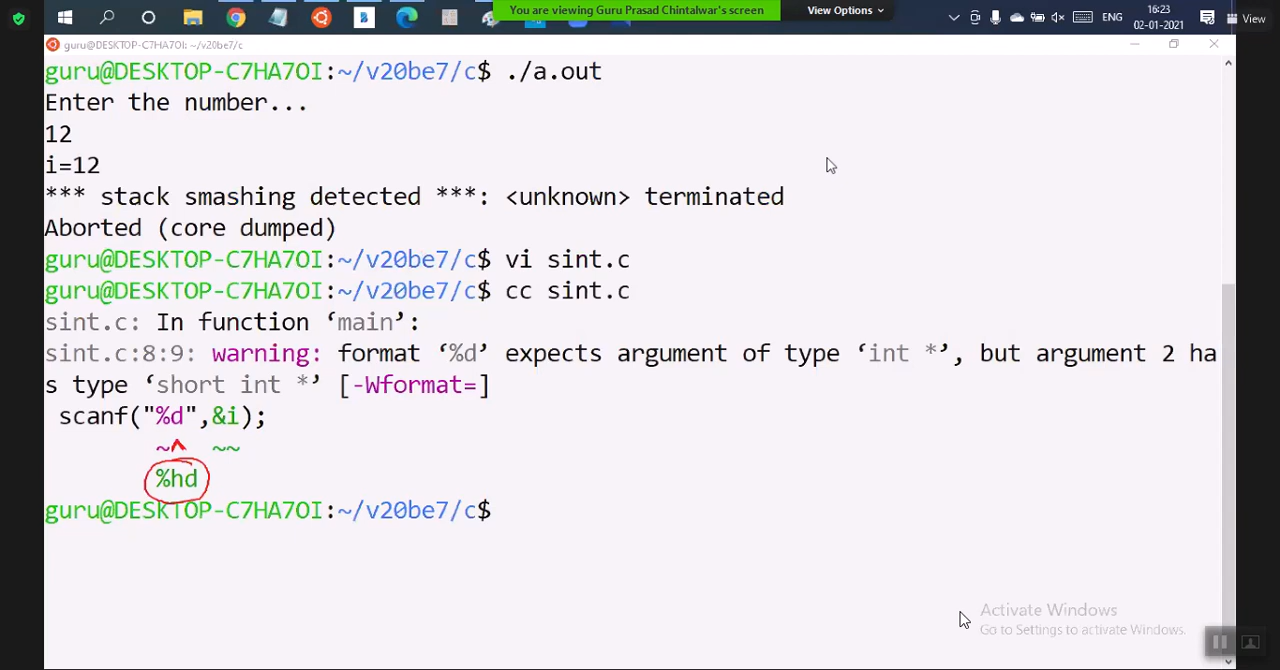 You are viewing Guru Prasad Chintalwar's screen
View Options
ENG
16:23
02-01-2021
View
guru@DESKTOP-C7HA7OI: ~/v20be7/c
guru@DESKTOP-C7HA7OI:~/v20be7/c$ ./a.out
Enter the number...
12
i=12
*** stack smashing detected ***: <unknown> terminated
Aborted (core dumped)
guru@DESKTOP-C7HA7OI:~/v20be7/c$ vi sint.c
guru@DESKTOP-C7HA7OI:~/v20be7/c$ cc sint.c
sint.c: In function ‘main’:
sint.c:8:9: warning: format ‘%d’ expects argument of type ‘int *’, but argument 2 ha
s type ‘short int *’ [-Wformat=]
scanf("%d",&i);
~^ ~~
%hd
guru@DESKTOP-C7HA7OI:~/v20be7/c$
Activate Windows
Go to Settings to activate Windows.